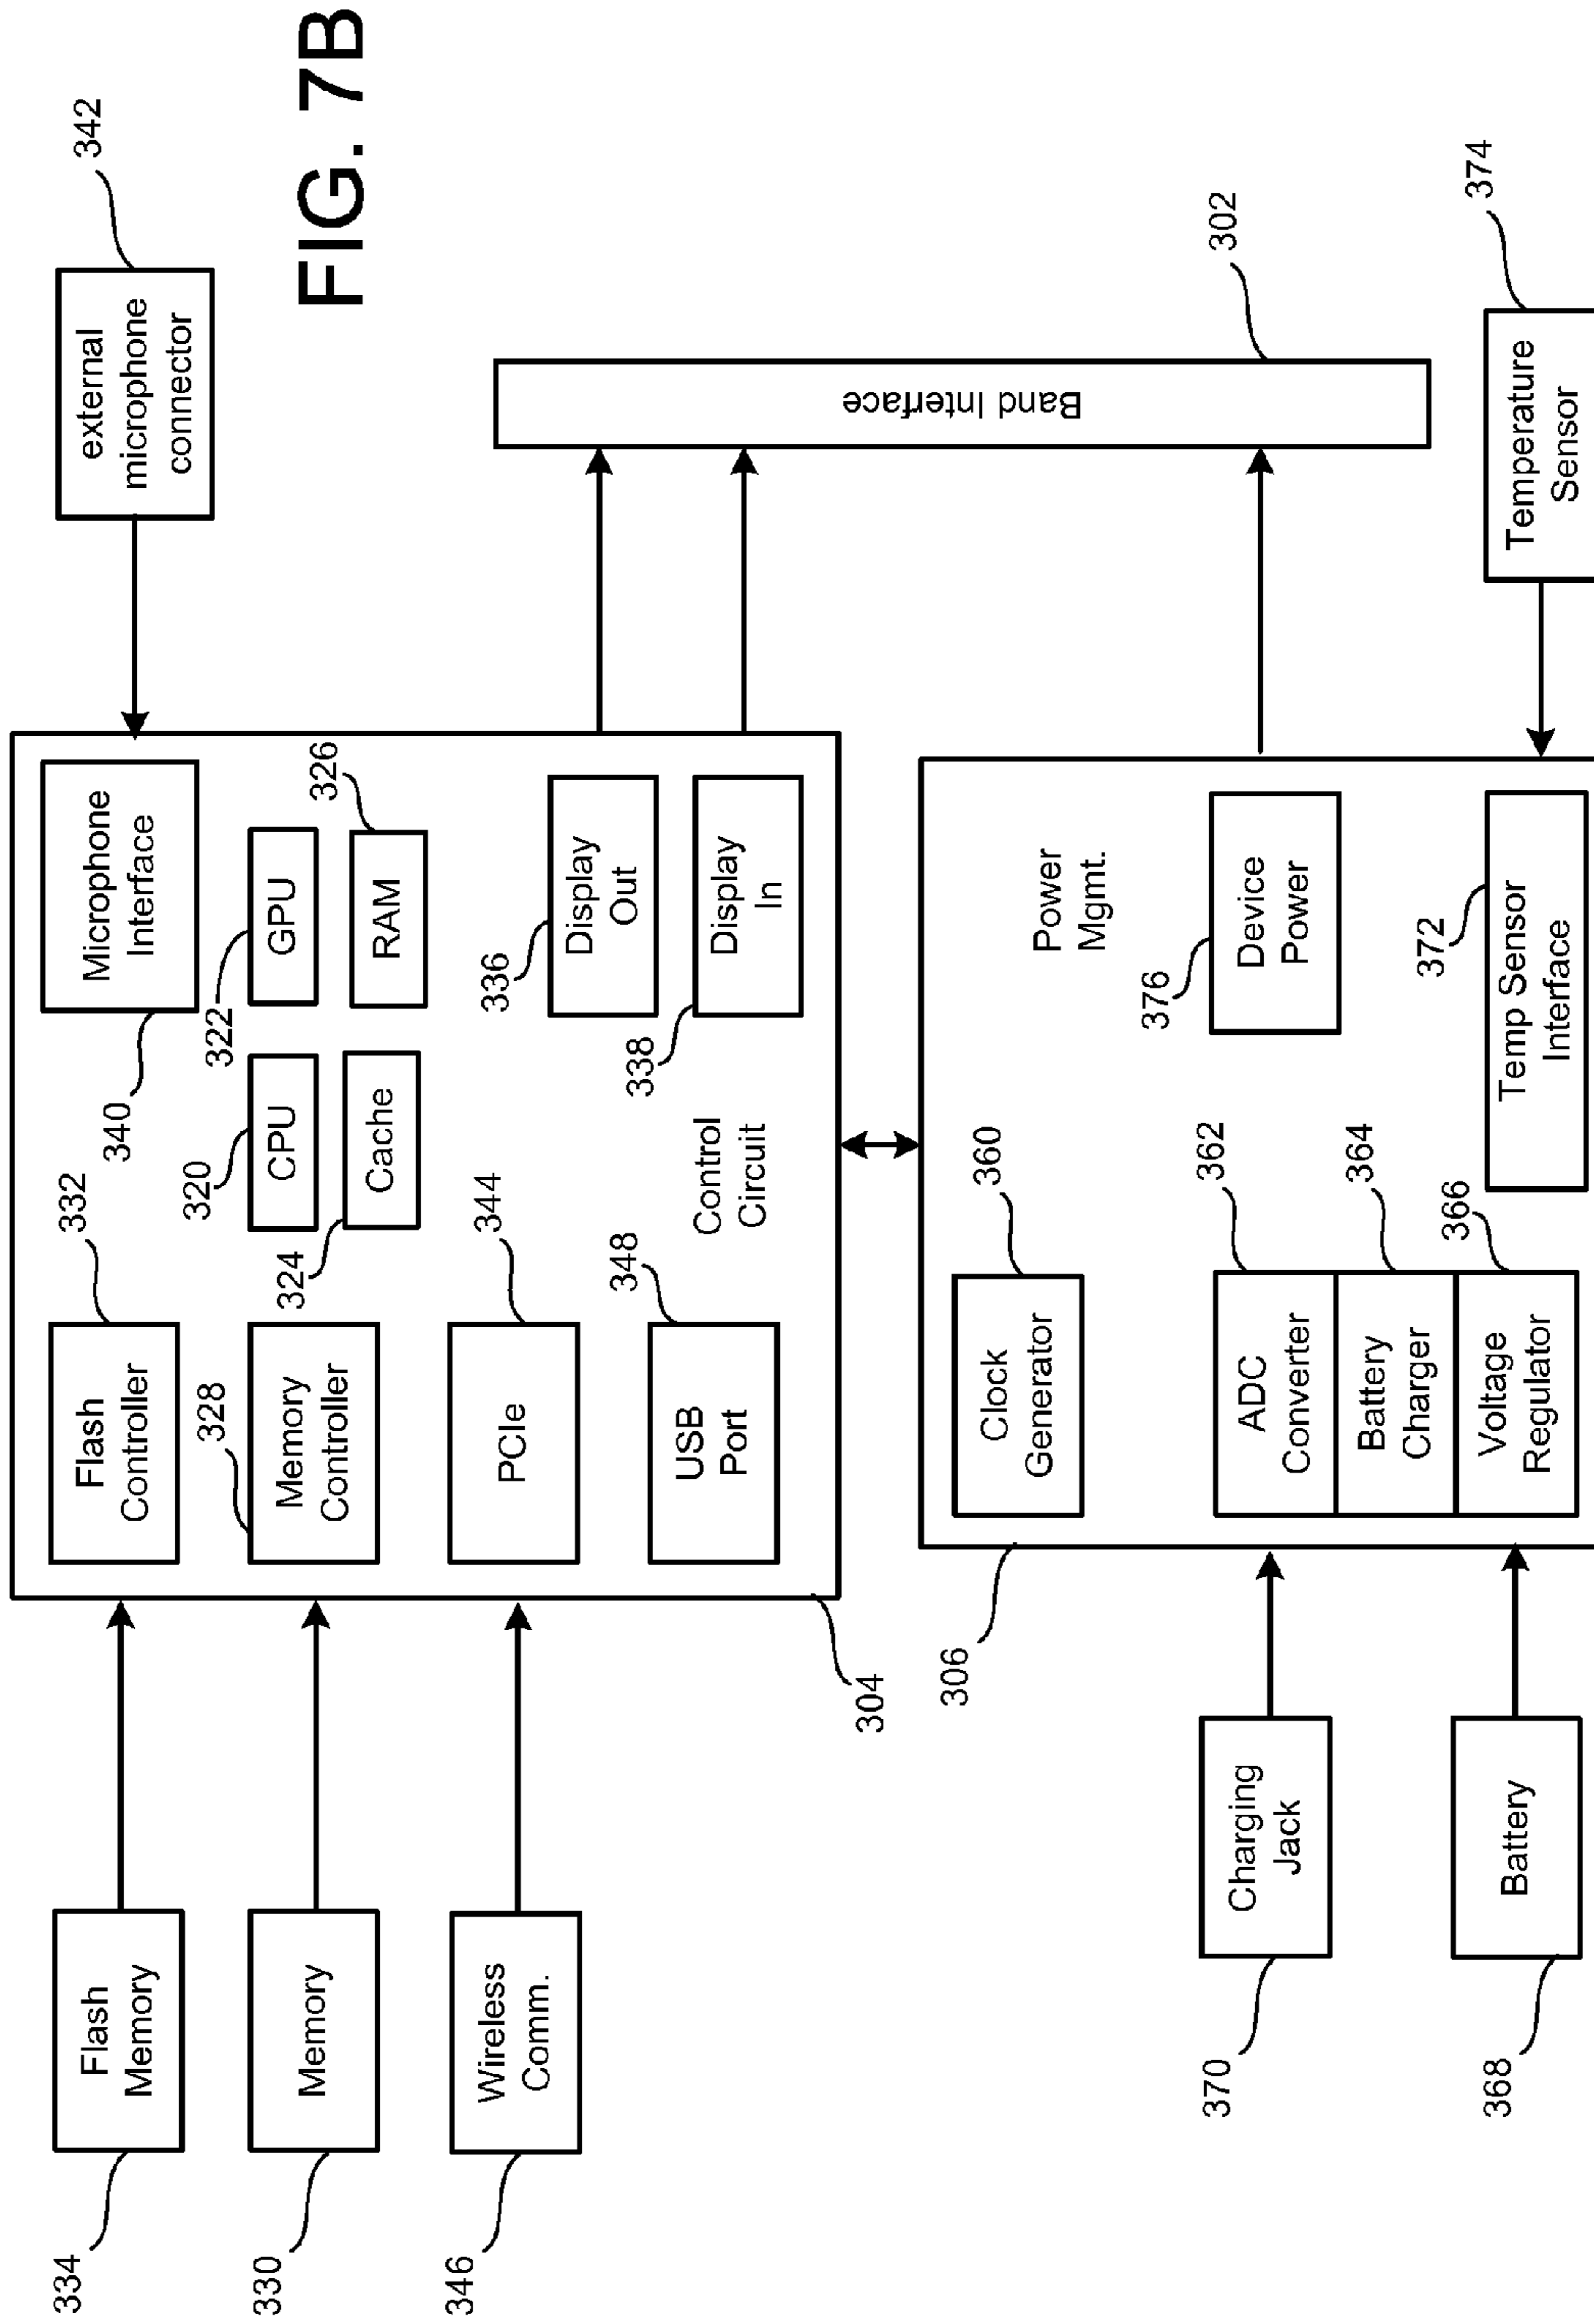 FIG. 7B
334
Flash
Memory
330
Memory
346
Wireless
Comm.
304
Flash
Controller
332
328
Memory
Controller
PCIe
344
USB
Port
348
340
Microphone
Interface
320
CPU
322
GPU
324
Cache
RAM
326
336
Display
Out
338
Display
In
Control
Circuit
external
microphone
connector
342
Band Interface
302
306
Power
Mgmt.
Clock
Generator
360
ADC
Converter
362
Battery
Charger
364
Voltage
Regulator
366
376
Device
Power
372
Temp Sensor
Interface
370
Charging
Jack
368
Battery
Temperature
Sensor
374